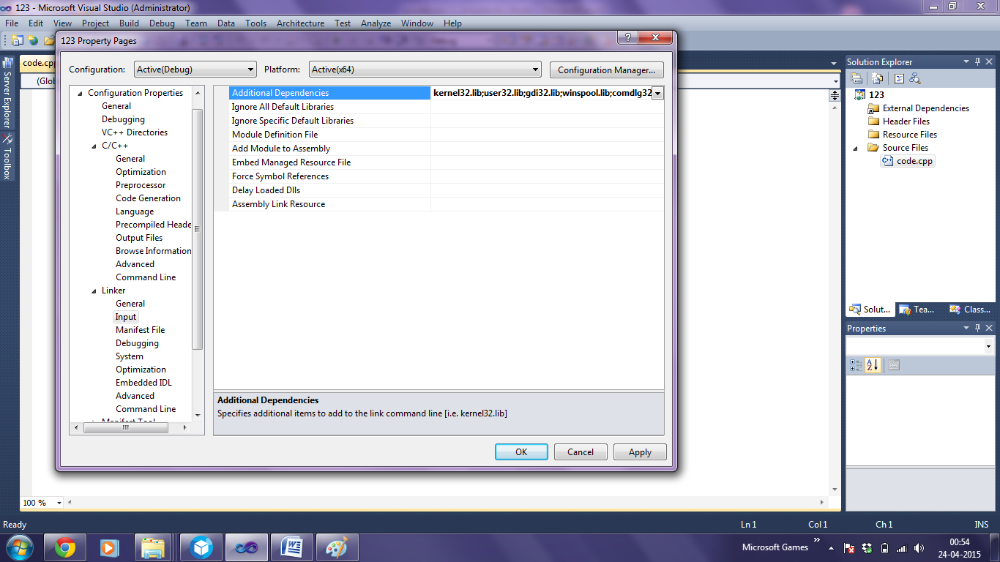 123 - Microsoft Visual Studio (Administrator)
File Edit View Project Build Debug Team Data Tools Architecture Test Analyze Window Help
123 Property Pages
code.cpp
(Glob
Server Explorer
Toolbox
Configuration: Active(Debug) Platform: Active(x64) Configuration Manager...
Configuration Properties
General
Debugging
VC++ Directories
C/C++
General
Optimization
Preprocessor
Code Generation
Language
Precompiled Heade
Output Files
Browse Information
Advanced
Command Line
Linker
General
Input
Manifest File
Debugging
System
Optimization
Embedded IDL
Advanced
Command Line
Manifest Tool
Additional Dependencies kernel32.lib;user32.lib;gdi32.lib;winspool.lib;comdlg32
Ignore All Default Libraries
Ignore Specific Default Libraries
Module Definition File
Add Module to Assembly
Embed Managed Resource File
Force Symbol References
Delay Loaded Dlls
Assembly Link Resource
Additional Dependencies
Specifies additional items to add to the link command line [i.e. kernel32.lib]
OK Cancel Apply
Solution Explorer
123
External Dependencies
Header Files
Resource Files
Source Files
code.cpp
Solut... Tea... Class...
Properties
100 %
Ready Ln 1 Col 1 Ch 1 INS
Microsoft Games
00:54
24-04-2015